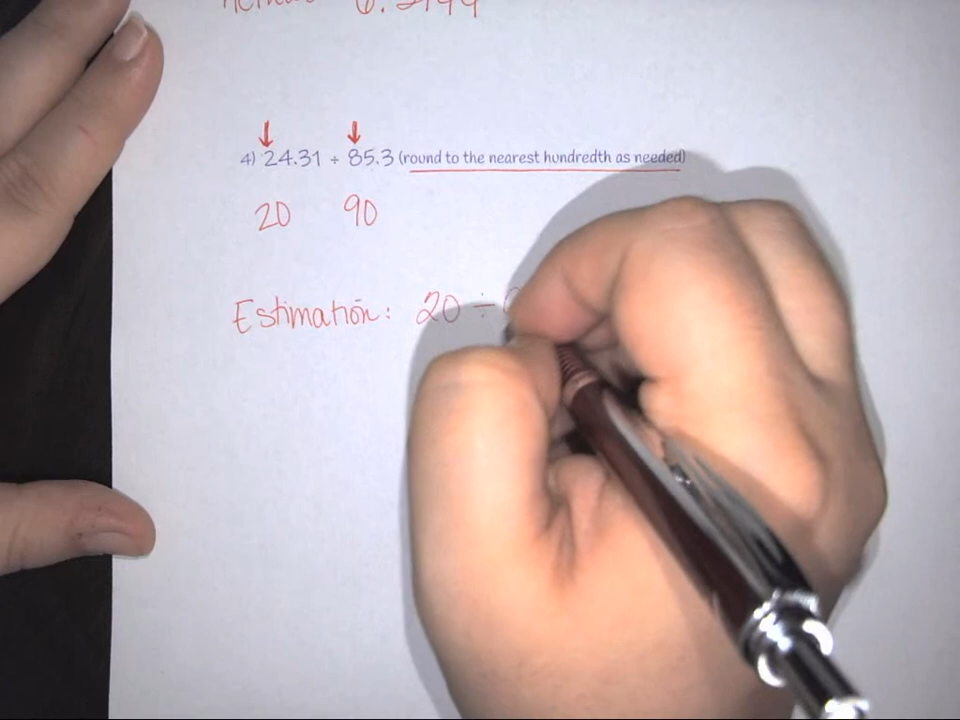 4) 24.31 ÷ 85.3 (round to the nearest hundredth as needed)
20 90
Estimation: 20 ÷